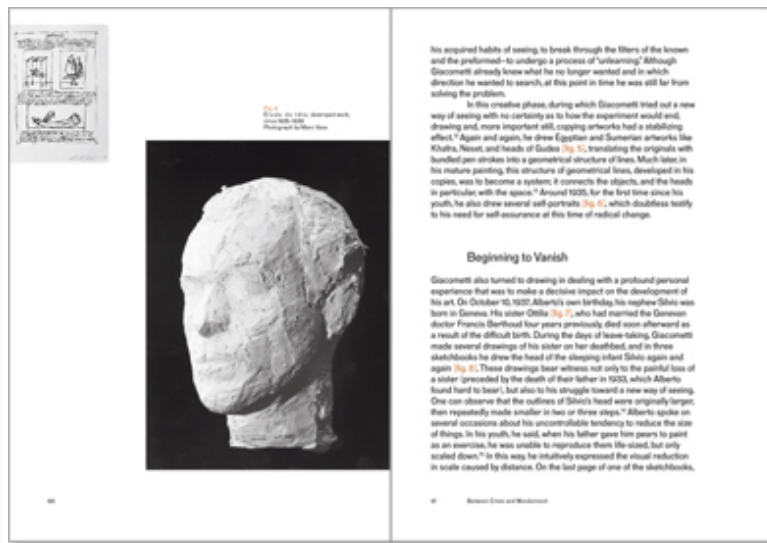 Fig. 4
Étude de tête, destroyed work,
circa 1935–1939
Photograph by Marc Vaux
his acquired habits of seeing, to break through the filters of the known
and the preformed—to undergo a process of “unlearning.” Although
Giacometti already knew what he no longer wanted and in which
direction he wanted to search, at this point in time he was still far from
solving the problem.
In this creative phase, during which Giacometti tried out a new
way of seeing with no certainty as to how the experiment would end,
drawing and, more important still, copying artworks had a stabilizing
effect. Again and again, he drew Egyptian and Sumerian artworks like
Khafra, Neset, and heads of Gudea [fig. 5], translating the originals with
bundled pen strokes into a geometrical structure of lines. Much later, in
his mature painting, this structure of geometrical lines, developed in his
copies, was to become a system; it connects the objects, and the heads
in particular, with the space. Around 1935, for the first time since his
youth, he also drew several self-portraits [fig. 6], which doubtless testify
to his need for self-assurance at this time of radical change.
Beginning to Vanish
Giacometti also turned to drawing in dealing with a profound personal
experience that was to make a decisive impact on the development of
his art. On October 10, 1937, Alberto’s own birthday, his nephew Silvio was
born in Geneva. His sister Ottilia [fig. 7], who had married the Genevan
doctor Francis Berthoud four years previously, died soon afterward as
a result of the difficult birth. During the days of leave-taking, Giacometti
made several drawings of his sister on her deathbed, and in three
sketchbooks he drew the head of the sleeping infant Silvio again and
again [fig. 8]. These drawings bear witness not only to the painful loss of
a sister (preceded by the death of their father in 1933, which Alberto
found hard to bear), but also to his struggle toward a new way of seeing.
One can observe that the outlines of Silvio’s head were originally larger,
then repeatedly made smaller in two or three steps. Alberto spoke on
several occasions about his uncontrollable tendency to reduce the size
of things. In his youth, he said, when his father gave him pears to paint
as an exercise, he was unable to reproduce them life-sized, but only
scaled down. In this way, he intuitively expressed the visual reduction
in scale caused by distance. On the last page of one of the sketchbooks,
Between Crisis and Wonderment